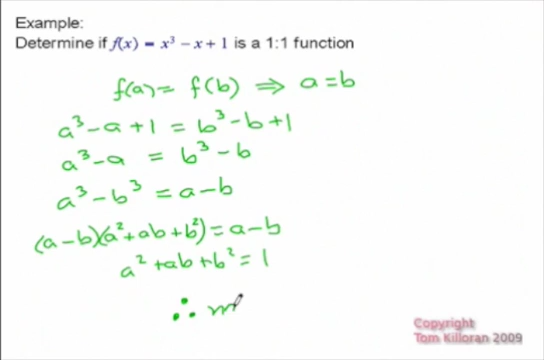 Example:
Determine if f(x) = x³ − x + 1 is a 1:1 function
f(a) = f(b) ⇒ a = b
a³ − a + 1 = b³ − b + 1
a³ − a = b³ − b
a³ − b³ = a − b
(a − b)(a² + ab + b²) = a − b
a² + ab + b² = 1
∴
Copyright
Tom Killoran 2009